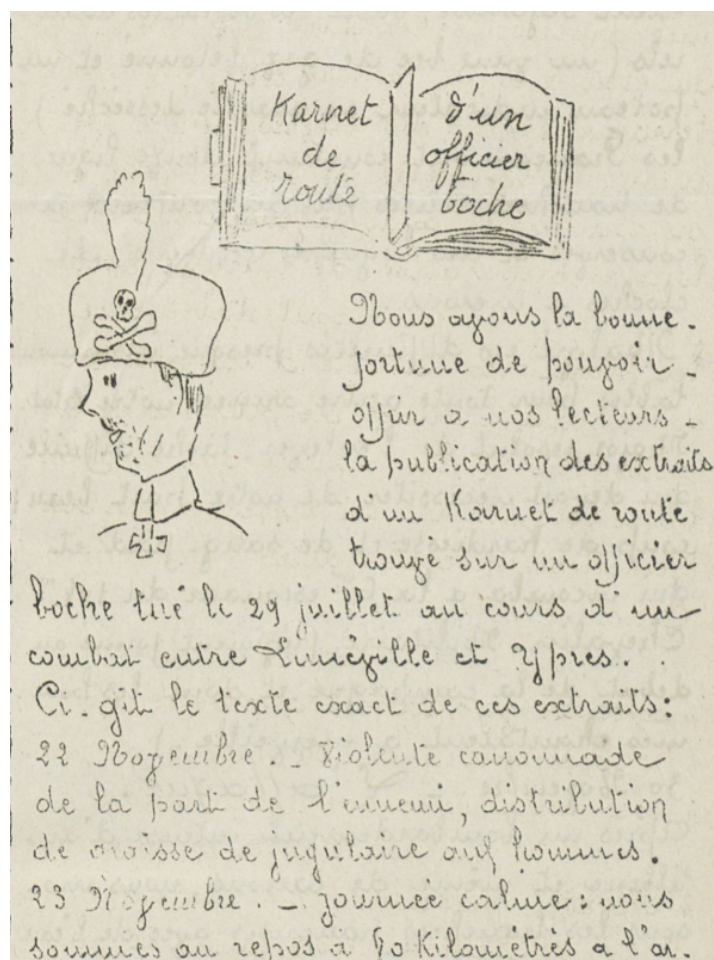 Karnet
de
route
d'un
officier
boche
Nous avons la bonne.
fortune de pouvoir -
offrir a nos lecteurs -
la publication des extraits
d'un Karnet de route
trouvé sur un officier
boche tué le 29 juillet au cours d'un
combat entre Lunéville et Ypres.
Ci-gît le texte exact de ces extraits:
22 Novembre. - Violente canonnade
de la part de l'ennemi, distribution
de graisse de jugulaire aux hommes.
23 Novembre. - journée calme: nous
sommes au repos à 80 Kilomètres à l'ar.